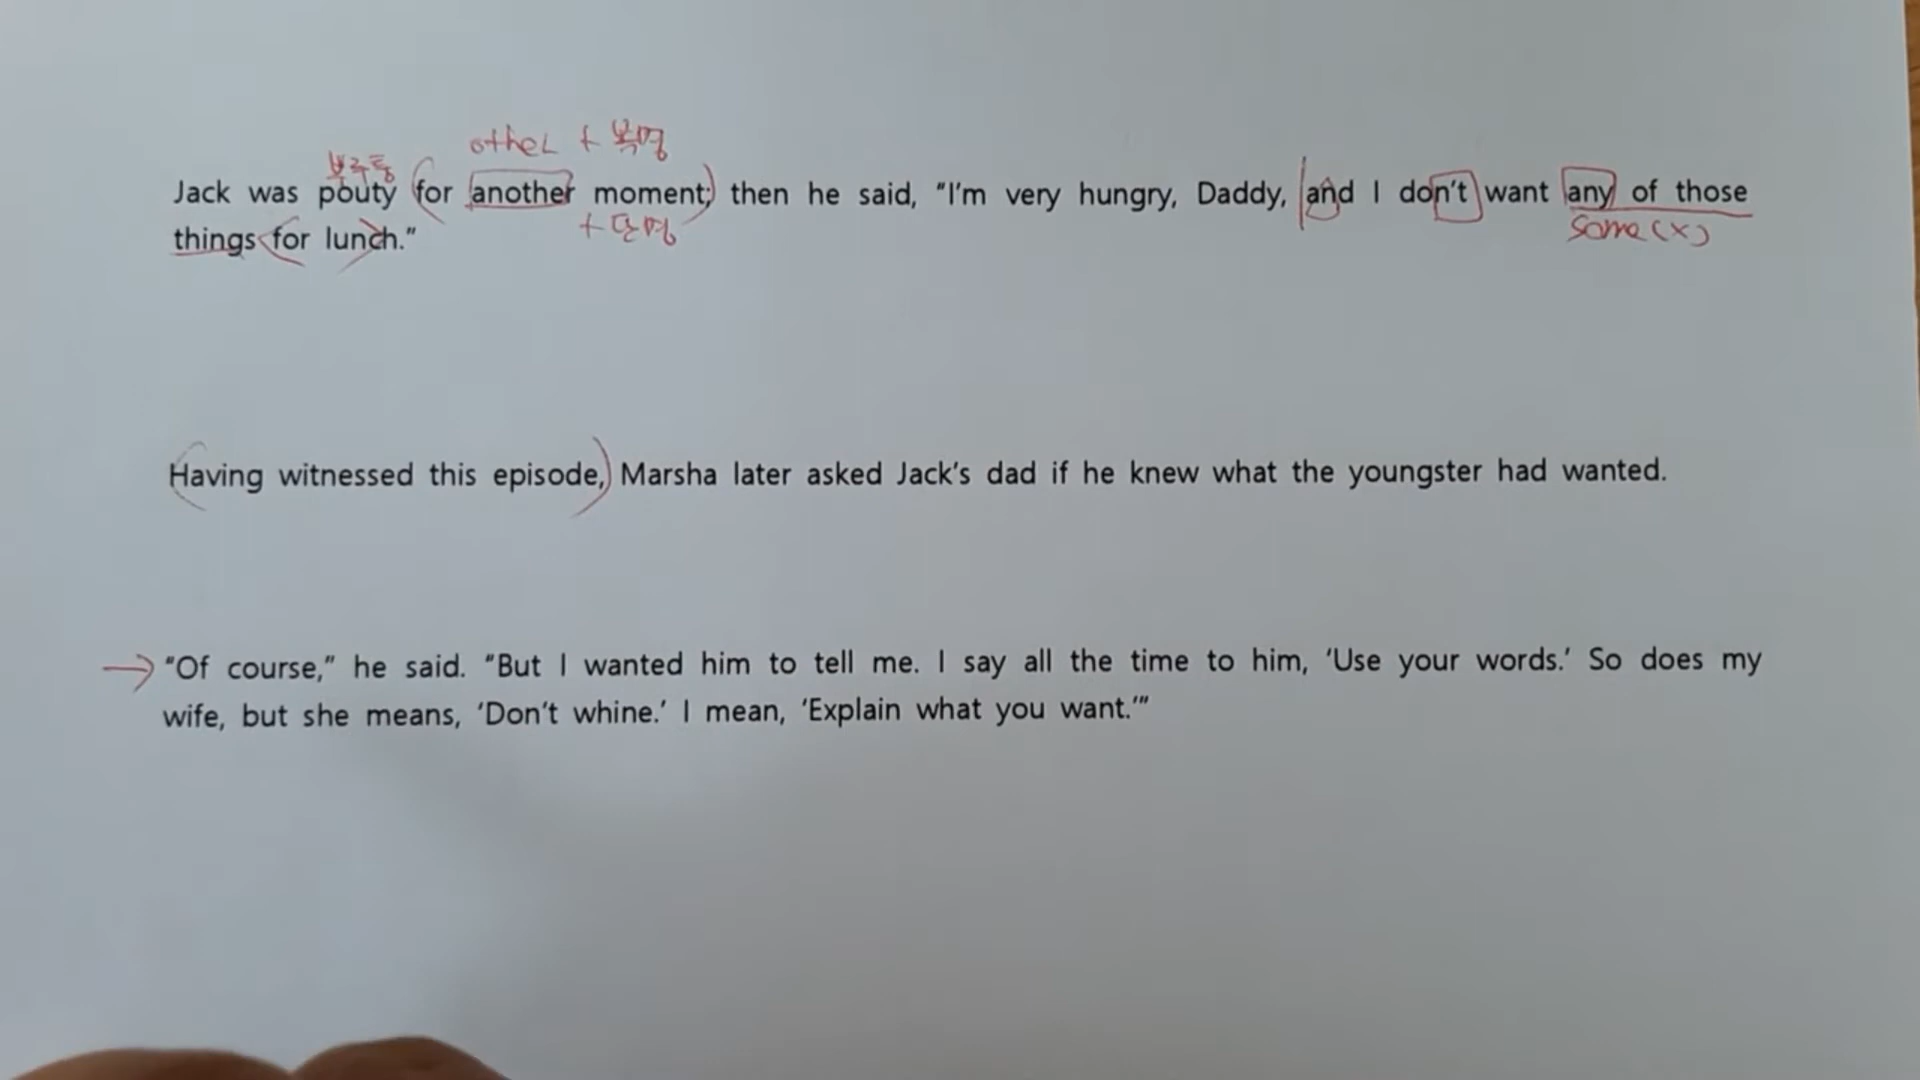 other + 복명
뿌루퉁
Jack was pouty for another moment; then he said, “I’m very hungry, Daddy, and I don’t want any of those
+ 단명
some (x)
things for lunch.”
Having witnessed this episode, Marsha later asked Jack’s dad if he knew what the youngster had wanted.
→ “Of course,” he said. “But I wanted him to tell me. I say all the time to him, ‘Use your words.’ So does my
wife, but she means, ‘Don’t whine.’ I mean, ‘Explain what you want.’”